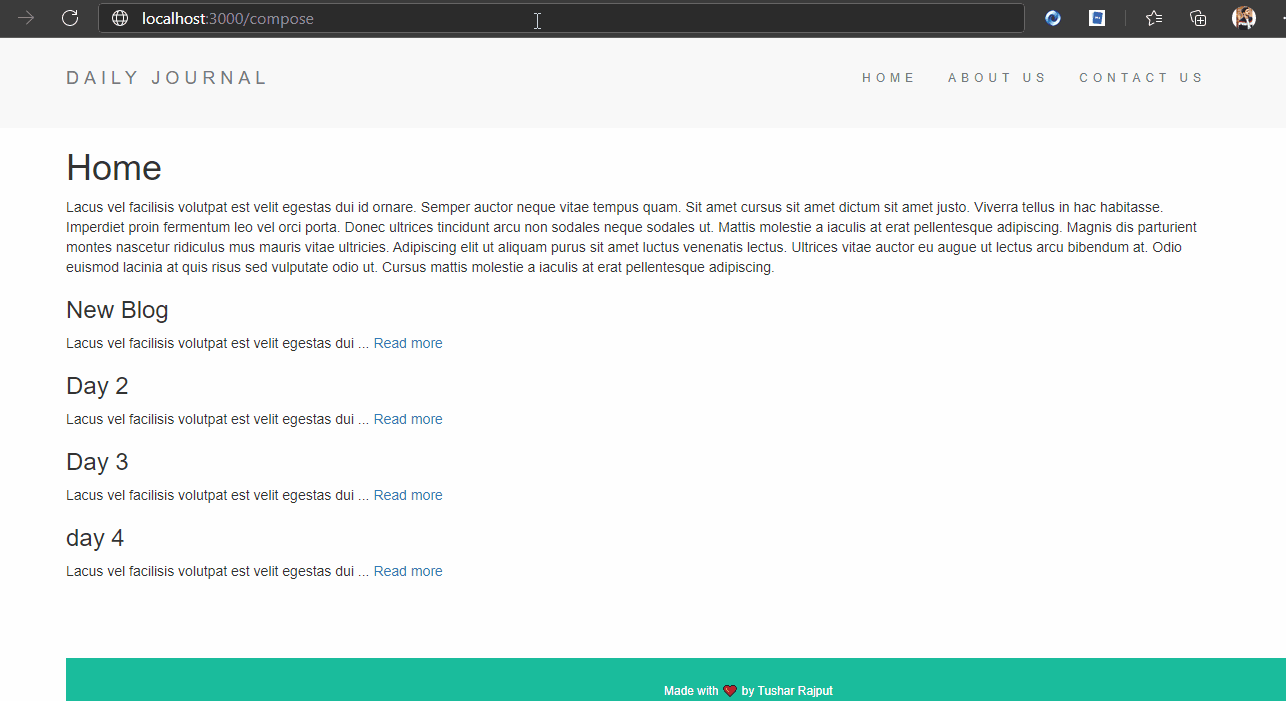 localhost:3000/compose
DAILY JOURNAL
HOME
ABOUT US
CONTACT US
Home
Lacus vel facilisis volutpat est velit egestas dui id ornare. Semper auctor neque vitae tempus quam. Sit amet cursus sit amet dictum sit amet justo. Viverra tellus in hac habitasse.
Imperdiet proin fermentum leo vel orci porta. Donec ultrices tincidunt arcu non sodales neque sodales ut. Mattis molestie a iaculis at erat pellentesque adipiscing. Magnis dis parturient
montes nascetur ridiculus mus mauris vitae ultricies. Adipiscing elit ut aliquam purus sit amet luctus venenatis lectus. Ultrices vitae auctor eu augue ut lectus arcu bibendum at. Odio
euismod lacinia at quis risus sed vulputate odio ut. Cursus mattis molestie a iaculis at erat pellentesque adipiscing.
New Blog
Lacus vel facilisis volutpat est velit egestas dui ... Read more
Day 2
Lacus vel facilisis volutpat est velit egestas dui ... Read more
Day 3
Lacus vel facilisis volutpat est velit egestas dui ... Read more
day 4
Lacus vel facilisis volutpat est velit egestas dui ... Read more
Made with ❤ by Tushar Rajput